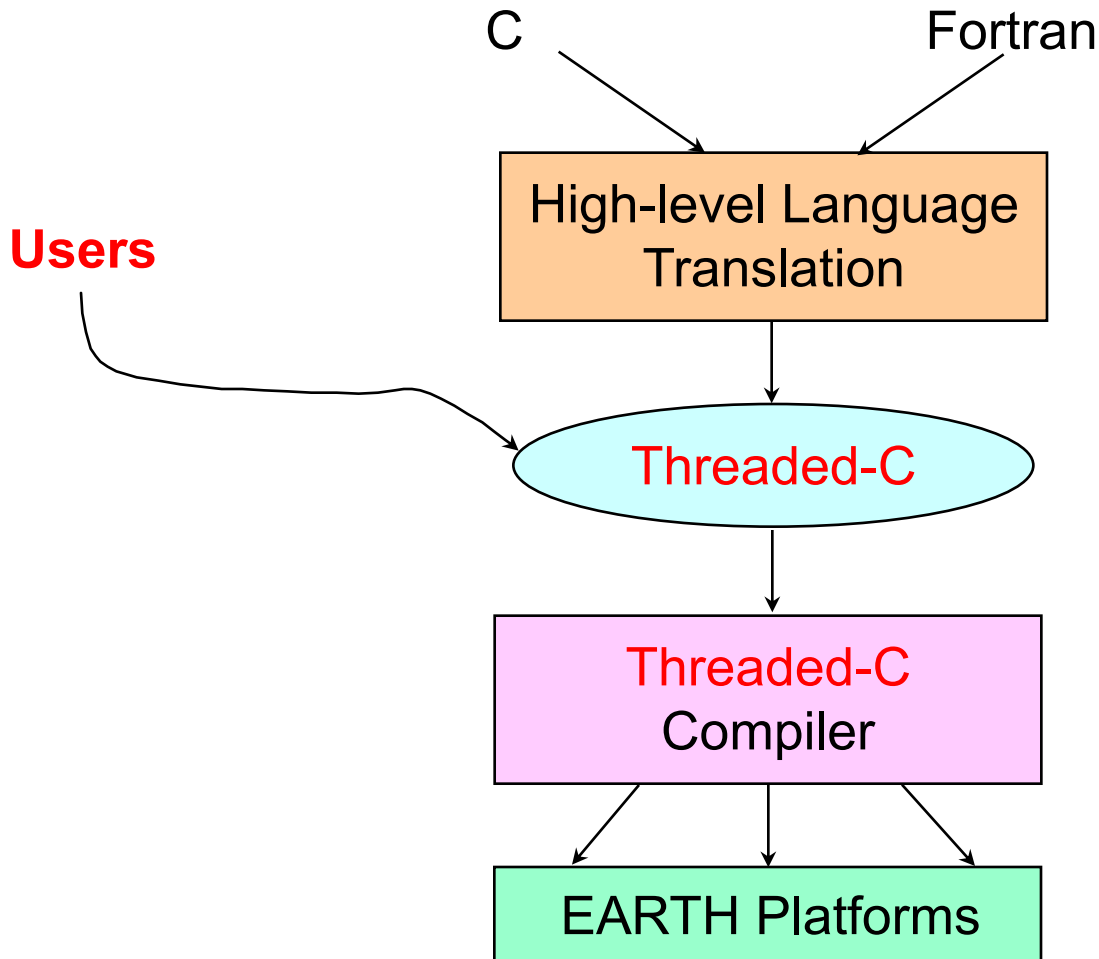 C
Fortran
High-level Language
Translation
Users
Threaded-C
Threaded-C
Compiler
EARTH Platforms